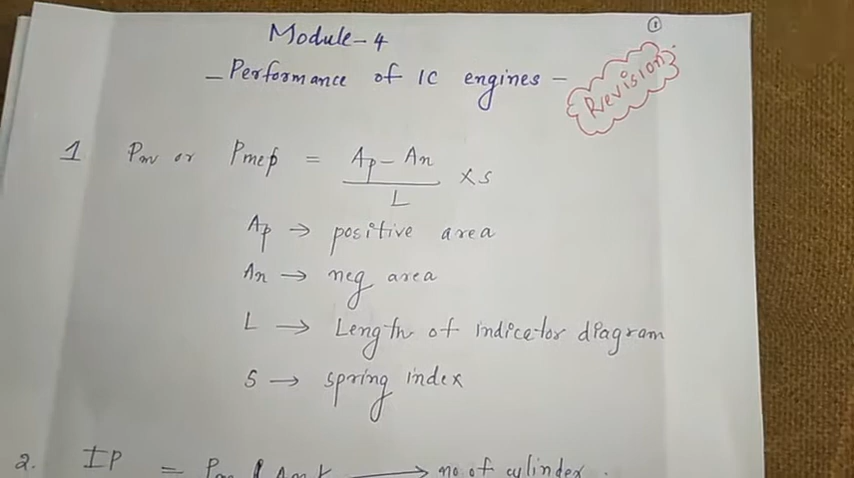 ①
Module-4
- Performance of IC engines -
Revision
1 Pm or Pmep = Ap - An / L × S
Ap → positive area
An → neg area
L → Length of indicator diagram
S → spring index
2. IP = Pm l A n k → no of cylinder.